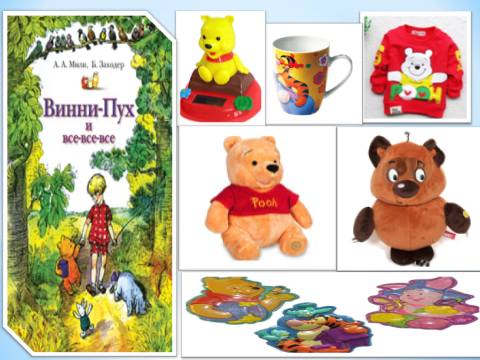 А. А. Милн, Б. Заходер
Винни-Пух
и
все-все-все
Pooh
POOH